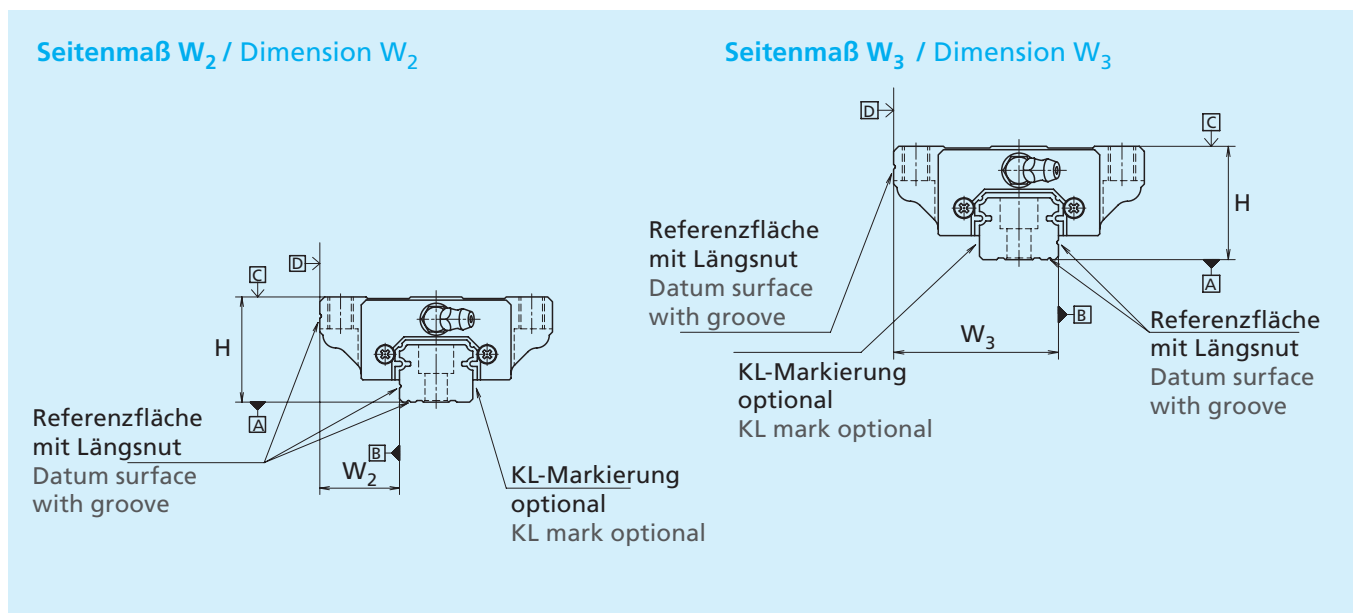 Seitenmaß W2 / Dimension W2
D
C
H
A
B
W2
Referenzfläche
mit Längsnut
Datum surface
with groove
KL-Markierung
optional
KL mark optional
Seitenmaß W3 / Dimension W3
D
C
H
A
B
W3
Referenzfläche
mit Längsnut
Datum surface
with groove
KL-Markierung
optional
KL mark optional
Referenzfläche
mit Längsnut
Datum surface
with groove